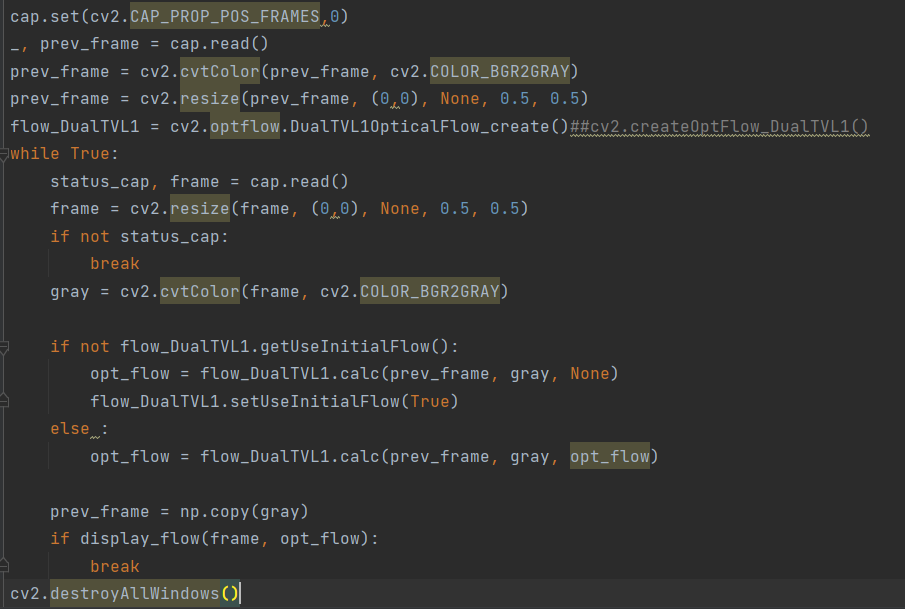 cap.set(cv2.CAP_PROP_POS_FRAMES,0)
_, prev_frame = cap.read()
prev_frame = cv2.cvtColor(prev_frame, cv2.COLOR_BGR2GRAY)
prev_frame = cv2.resize(prev_frame, (0,0), None, 0.5, 0.5)
flow_DualTVL1 = cv2.optflow.DualTVL1OpticalFlow_create()##cv2.createOptFlow_DualTVL1()
while True:
    status_cap, frame = cap.read()
    frame = cv2.resize(frame, (0,0), None, 0.5, 0.5)
    if not status_cap:
        break
    gray = cv2.cvtColor(frame, cv2.COLOR_BGR2GRAY)
    if not flow_DualTVL1.getUseInitialFlow():
        opt_flow = flow_DualTVL1.calc(prev_frame, gray, None)
        flow_DualTVL1.setUseInitialFlow(True)
    else :
        opt_flow = flow_DualTVL1.calc(prev_frame, gray, opt_flow)
    prev_frame = np.copy(gray)
    if display_flow(frame, opt_flow):
        break
cv2.destroyAllWindows()